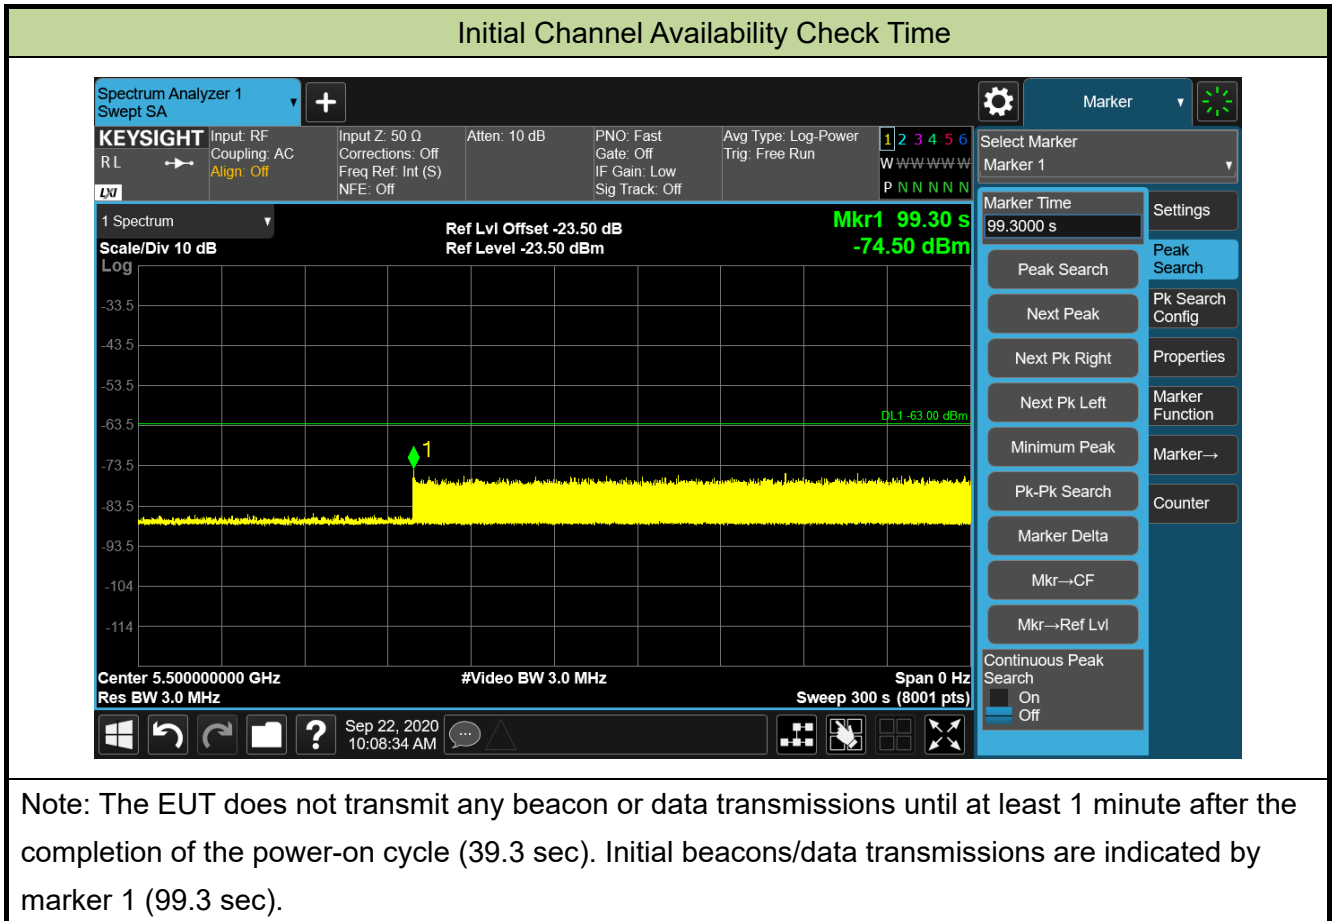 Initial Channel Availability Check Time
Spectrum Analyzer 1
Swept SA
Marker
KEYSIGHT
R L
LXI
Input: RF
Coupling: AC
Align: Off
Input Z: 50 Ω
Corrections: Off
Freq Ref: Int (S)
NFE: Off
Atten: 10 dB
PNO: Fast
Gate: Off
IF Gain: Low
Sig Track: Off
Avg Type: Log-Power
Trig: Free Run
1 2 3 4 5 6
W W W W W W
P N N N N N
Select Marker
Marker 1
1 Spectrum
Scale/Div 10 dB
Log
Ref Lvl Offset -23.50 dB
Ref Level -23.50 dBm
Mkr1 99.30 s
-74.50 dBm
-33.5
-43.5
-53.5
-63.5
-73.5
-83.5
-93.5
-104
-114
DL1 -63.00 dBm
1
Center 5.500000000 GHz
Res BW 3.0 MHz
#Video BW 3.0 MHz
Span 0 Hz
Sweep 300 s (8001 pts)
Marker Time
99.3000 s
Peak Search
Next Peak
Next Pk Right
Next Pk Left
Minimum Peak
Pk-Pk Search
Marker Delta
Mkr→CF
Mkr→Ref Lvl
Continuous Peak
Search
On
Off
Settings
Peak
Search
Pk Search
Config
Properties
Marker
Function
Marker→
Counter
?
Sep 22, 2020
10:08:34 AM
Note: The EUT does not transmit any beacon or data transmissions until at least 1 minute after the
completion of the power-on cycle (39.3 sec). Initial beacons/data transmissions are indicated by
marker 1 (99.3 sec).